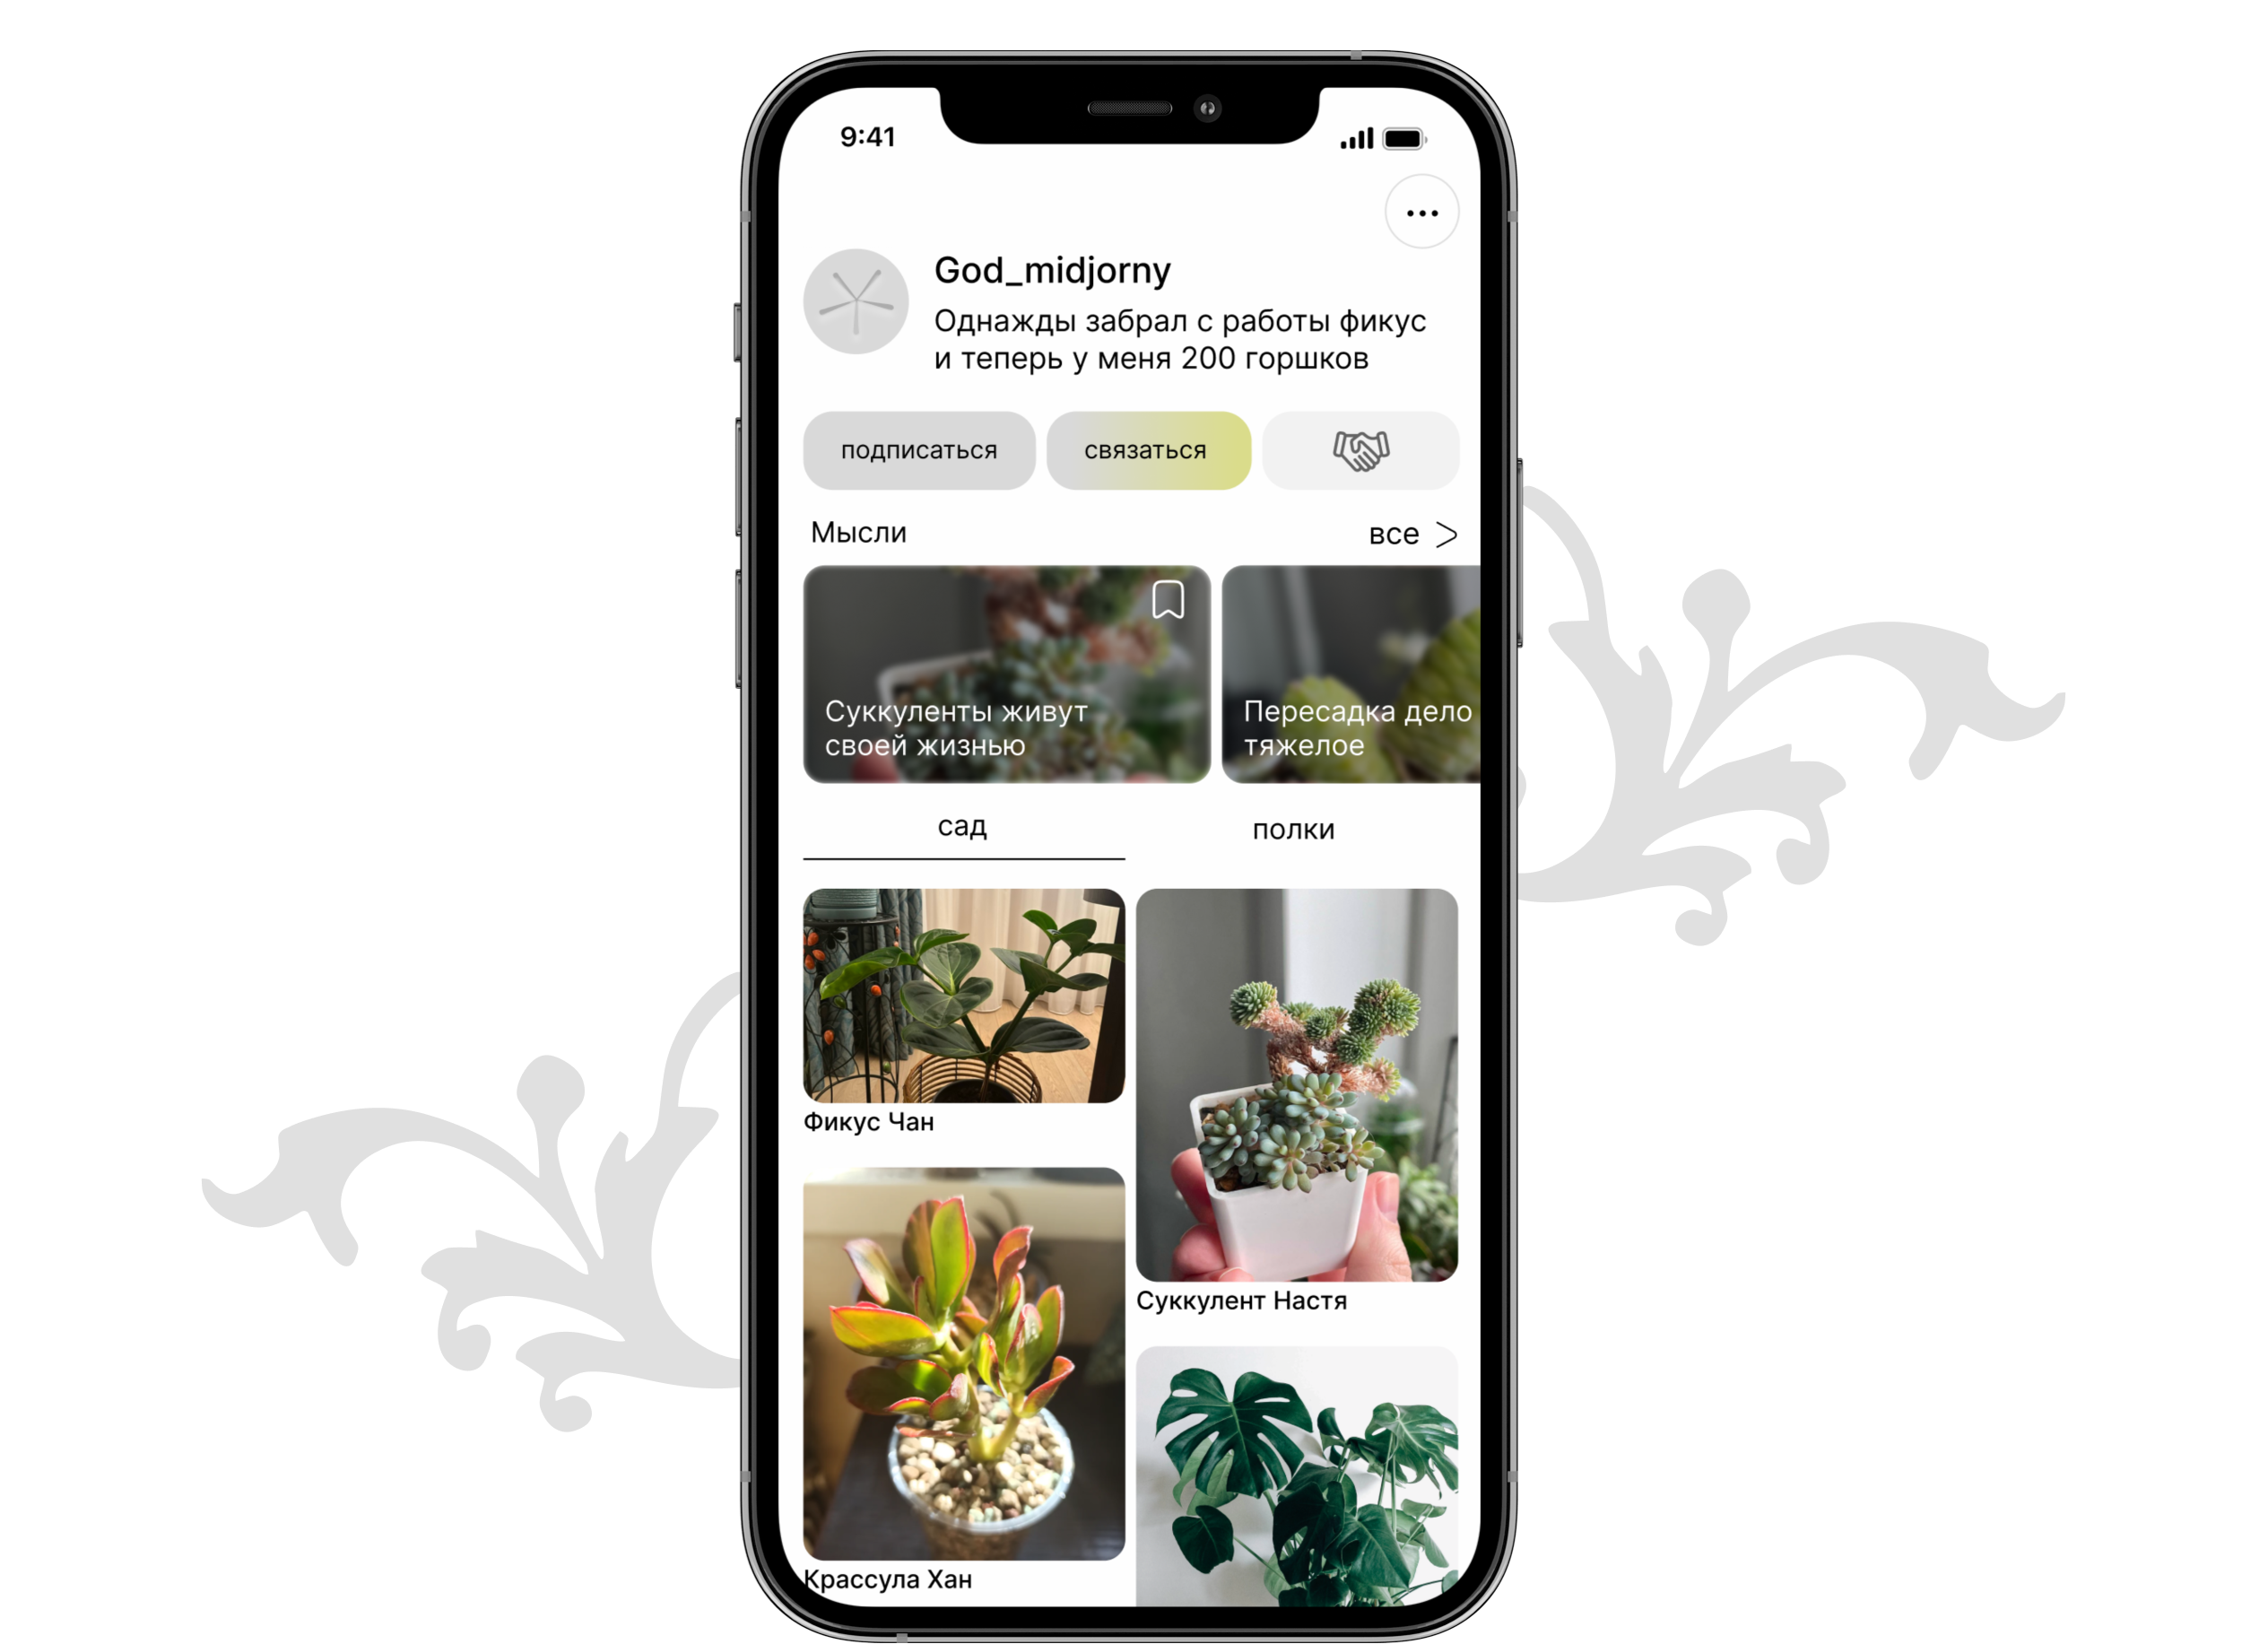 9:41
God_midjorny
Однажды забрал с работы фикус
и теперь у меня 200 горшков
подписаться
связаться
Мысли
все
Суккуленты живут
своей жизнью
Пересадка дело
тяжелое
сад
полки
Фикус Чан
Суккулент Настя
Крассула Хан